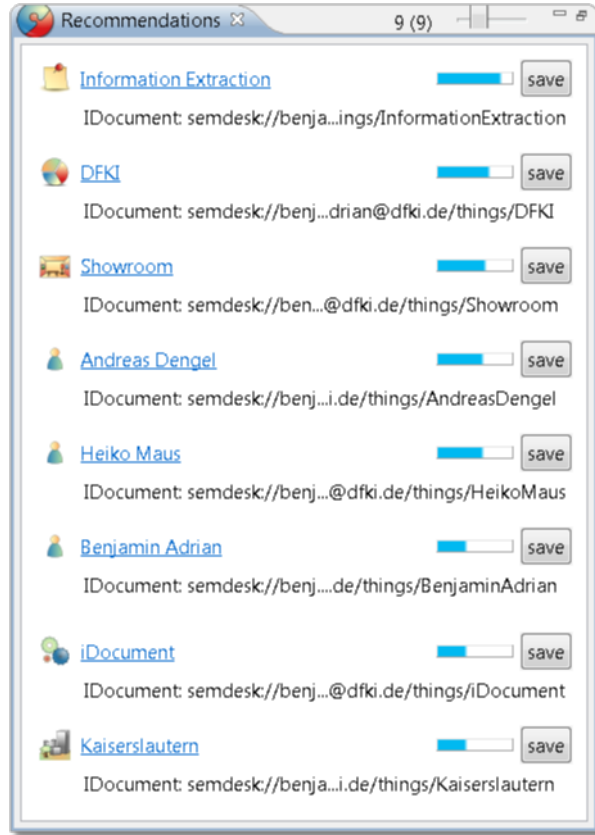 Recommendations
9 (9)
Information Extraction save
IDocument: semdesk://benja...ings/InformationExtraction
DFKI save
IDocument: semdesk://benj...drian@dfki.de/things/DFKI
Showroom save
IDocument: semdesk://ben...@dfki.de/things/Showroom
Andreas Dengel save
IDocument: semdesk://benj...i.de/things/AndreasDengel
Heiko Maus save
IDocument: semdesk://benj...@dfki.de/things/HeikoMaus
Benjamin Adrian save
IDocument: semdesk://benj....de/things/BenjaminAdrian
iDocument save
IDocument: semdesk://benj...@dfki.de/things/iDocument
Kaiserslautern save
IDocument: semdesk://benja...i.de/things/Kaiserslautern